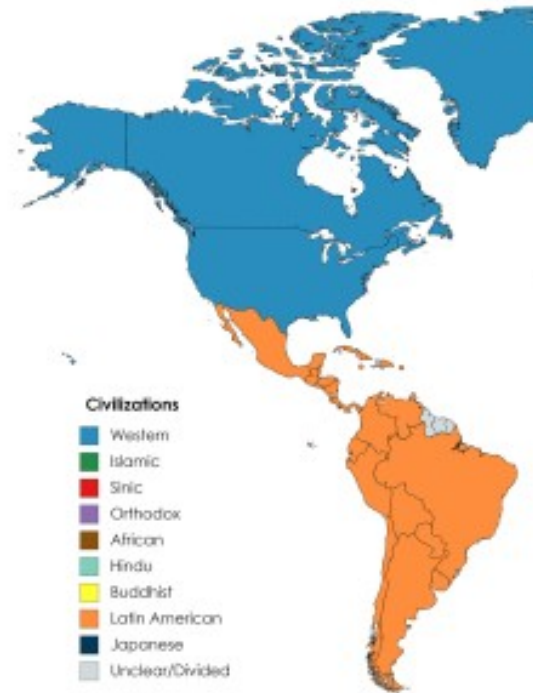 Civilizations
Western
Islamic
Sinic
Orthodox
African
Hindu
Buddhist
Latin American
Japanese
Unclear/Divided